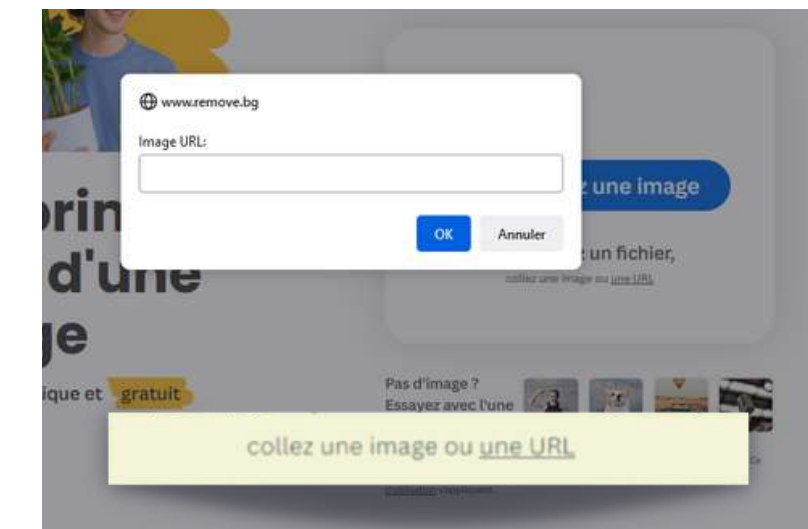 www.remove.bg
Image URL:
OK
Annuler
une image
un fichier,
collez une image ou une URL
d'une
ique et gratuit
Pas d'image ?
Essayez avec l'une
collez une image ou une URL